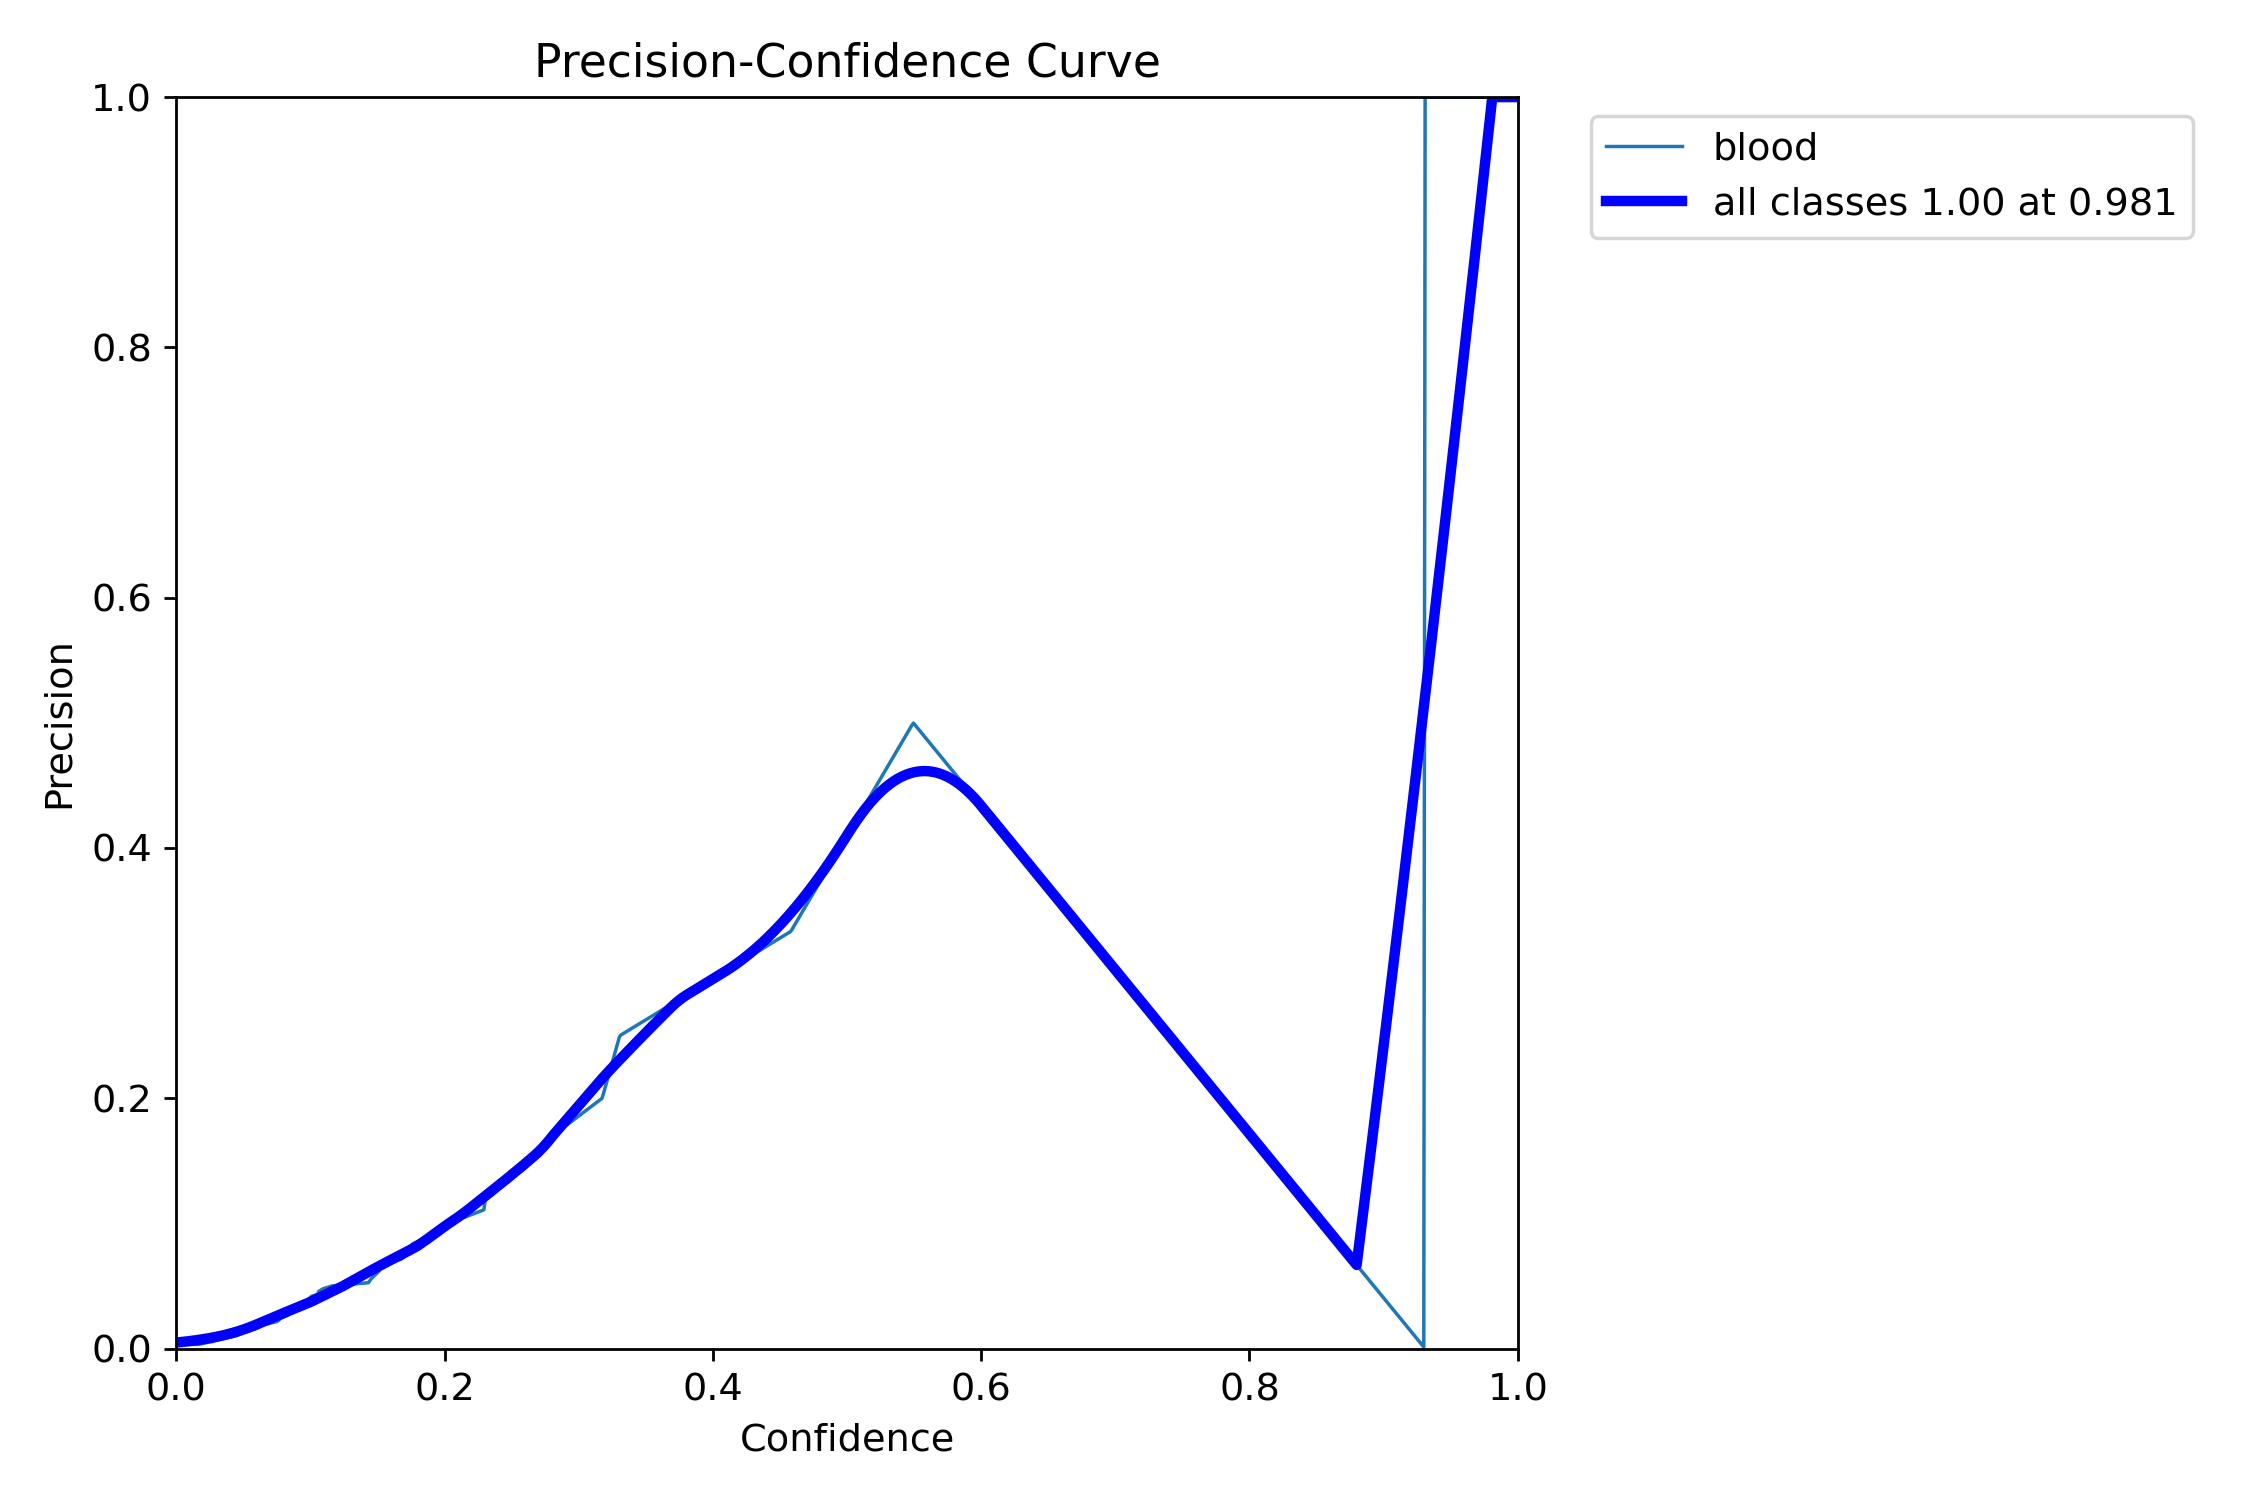 Precision-Confidence Curve
1.0
0.8
0.6
0.4
0.2
0.0
Precision
0.0 0.2 0.4 0.6 0.8 1.0
Confidence
blood
all classes 1.00 at 0.981